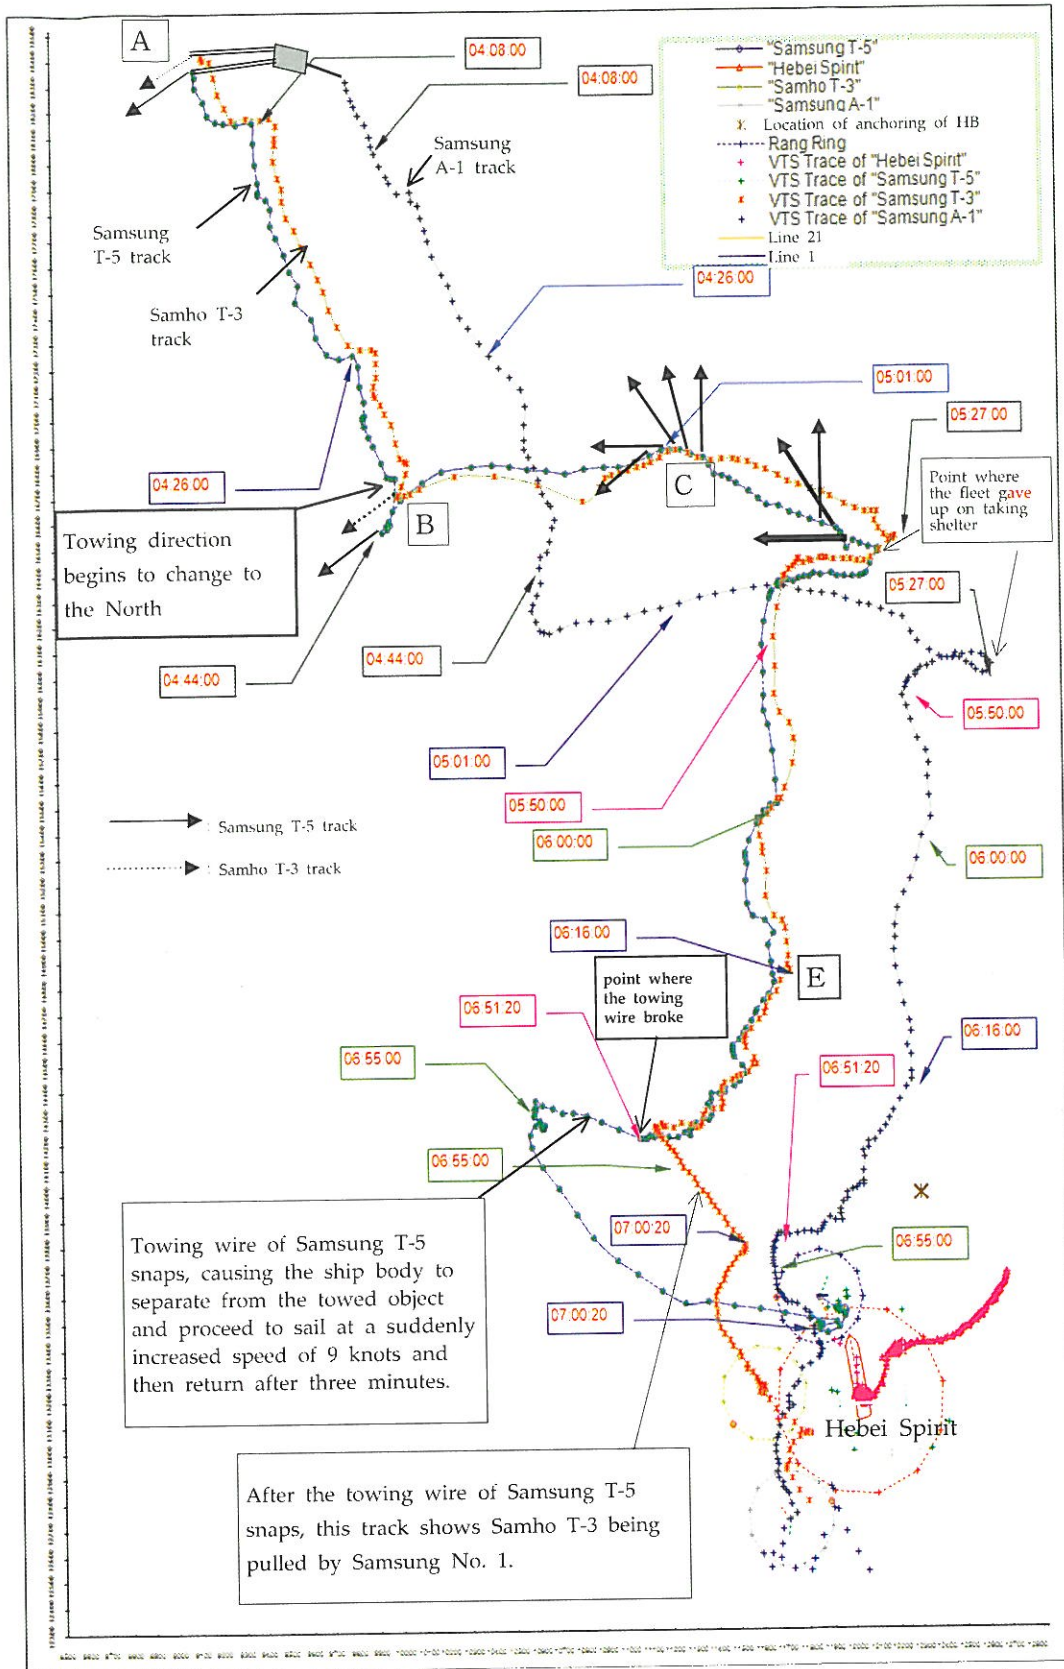 A
04:08:00
04:08:00
"Samsung T-5"
"Hebei Spirit"
"Samho T-3"
"Samsung A-1"
Location of anchoring of HB
Rang Ring
VTS Trace of "Hebei Spirit"
VTS Trace of "Samsung T-5"
VTS Trace of "Samsung T-3"
VTS Trace of "Samsung A-1"
Line 21
Line 1
Samsung
A-1 track
Samsung
T-5 track
Samho T-3
track
04:26:00
05:01:00
05:27:00
04:26:00
C
B
Point where
the fleet gave
up on taking
shelter
Towing direction
begins to change to
the North
05:27:00
04:44:00
04:44:00
05:50:00
05:01:00
05:50:00
: Samsung T-5 track
: Samho T-3 track
06:00:00
06:00:00
06:16:00
E
point where
the towing
wire broke
06:51:20
06:16:00
06:55:00
06:51:20
06:55:00
07:00:20
06:55:00
Towing wire of Samsung T-5
snaps, causing the ship body to
separate from the towed object
and proceed to sail at a suddenly
increased speed of 9 knots and
then return after three minutes.
07:00:20
Hebei Spirit
After the towing wire of Samsung T-5
snaps, this track shows Samho T-3 being
pulled by Samsung No. 1.